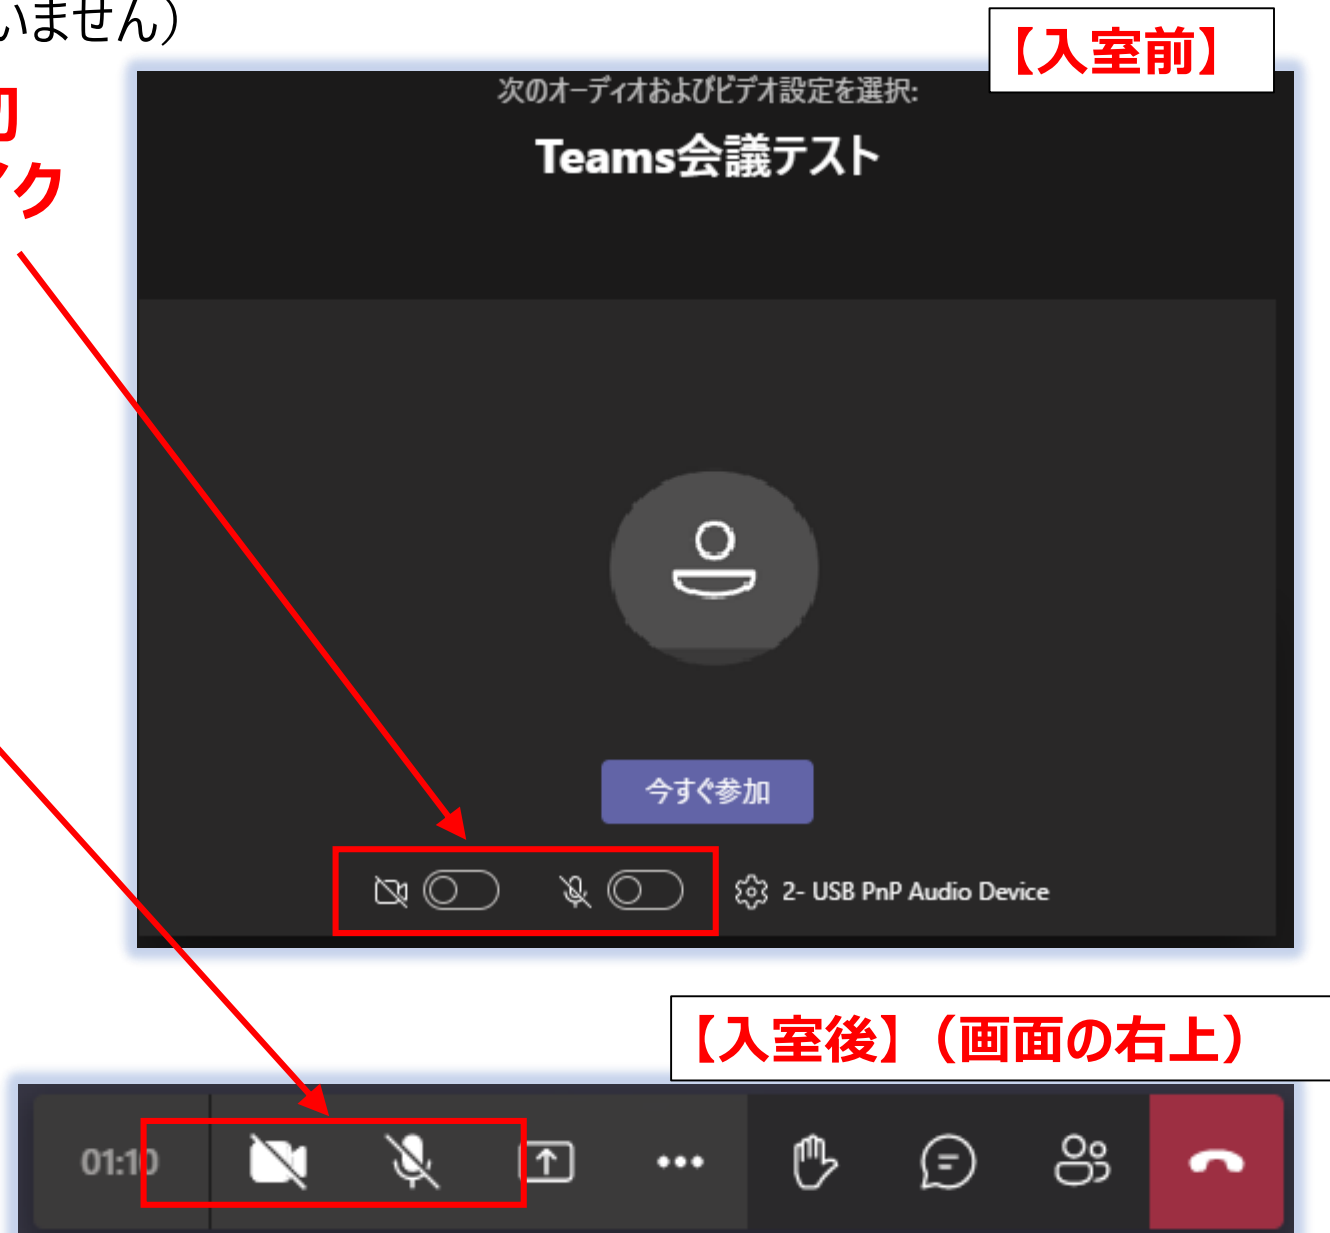 いません）
【入室前】
イク
次のオーディオおよびビデオ設定を選択:
Teams会議テスト
今すぐ参加
2- USB PnP Audio Device
【入室後】（画面の右上）
01:10